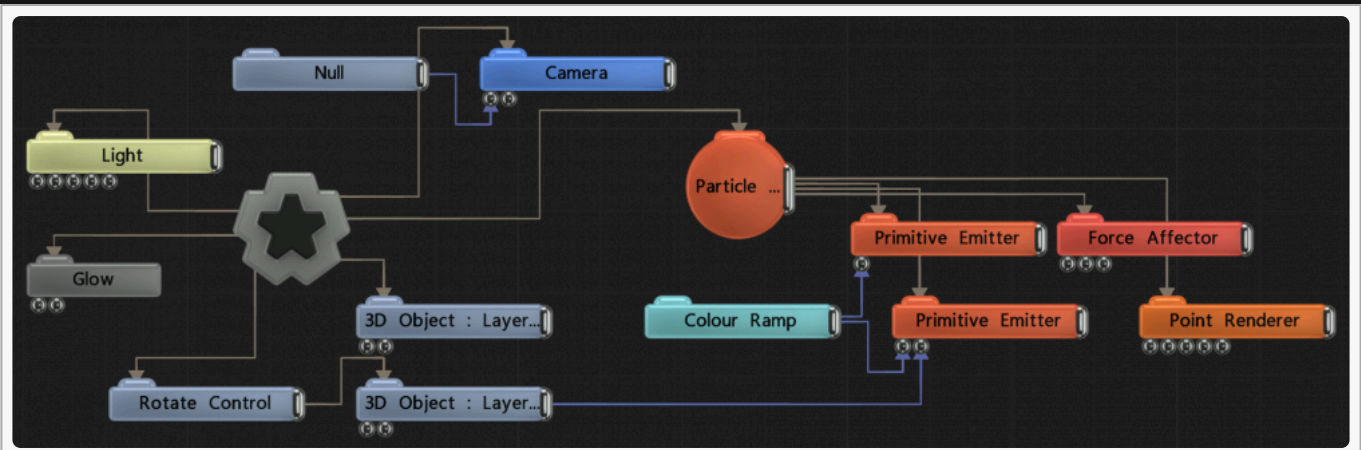 Null
Camera
Light
Particle ...
Primitive Emitter
Force Affector
Glow
3D Object : Layer...
Colour Ramp
Primitive Emitter
Point Renderer
Rotate Control
3D Object : Layer...